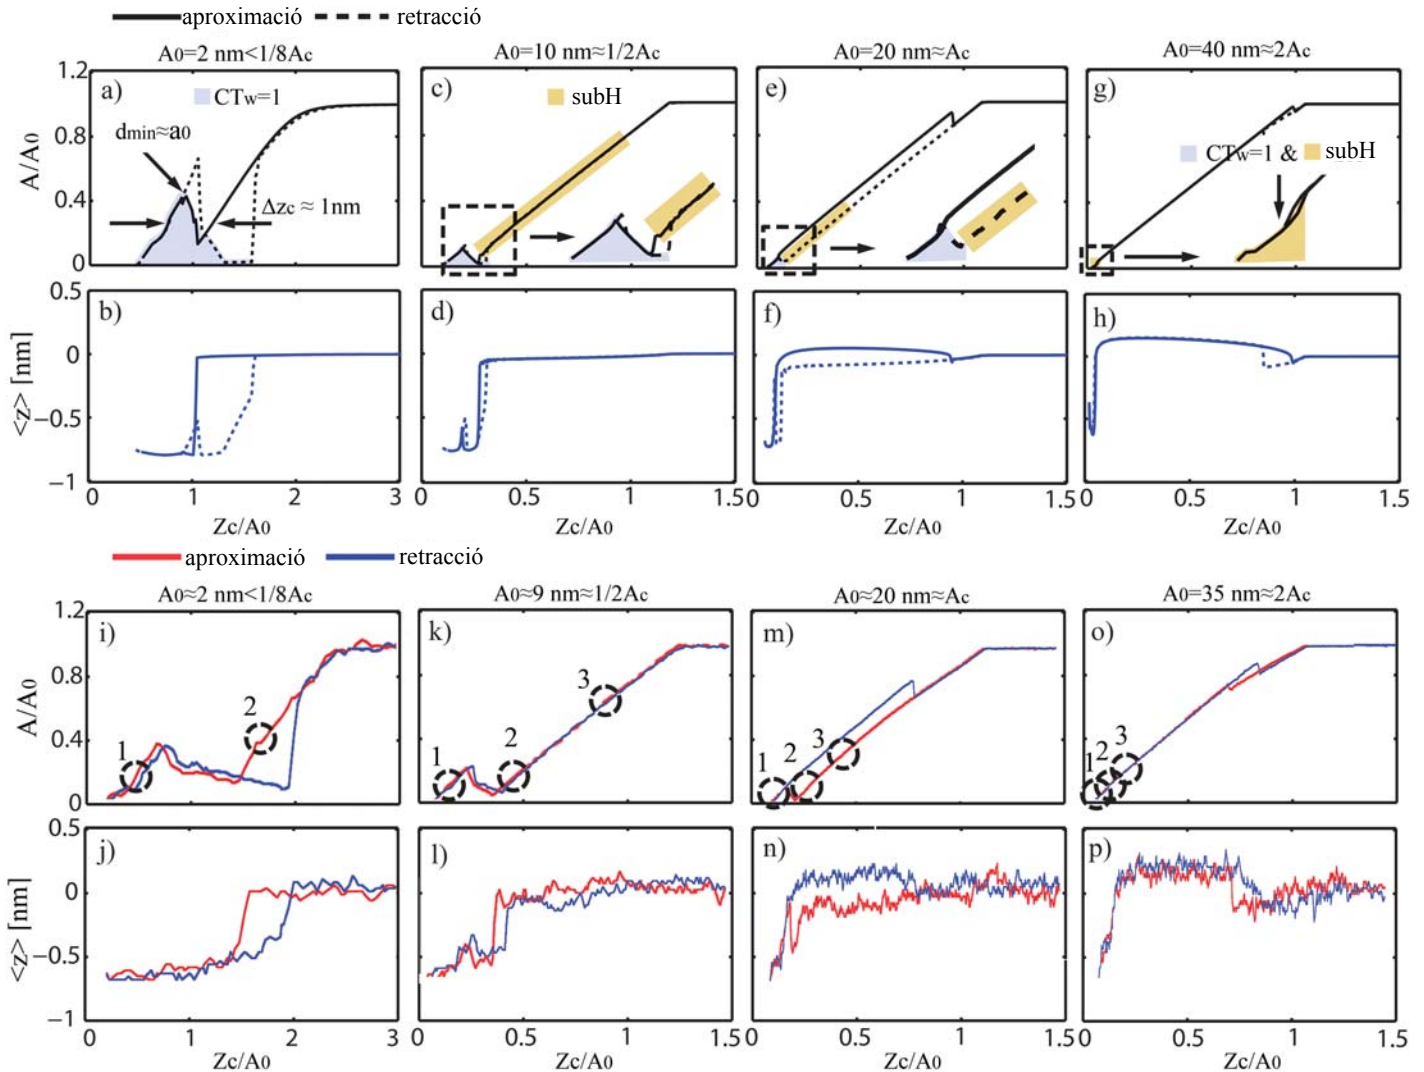 aproximació retracció
A0=2 nm<1/8Ac A0=10 nm≈1/2Ac A0=20 nm≈Ac A0=40 nm≈2Ac
1.2
a) CTw=1 c) subH e) g)
dmin≈a0
0.8
CTw=1 & subH
A/A0
0.4
Δzc ≈ 1nm
0
0.5
b) d) f) h)
0
<z> [nm]
−0.5
−1
0 1 2 3 0 0.5 1 1.5 0 0.5 1 1.5 0 0.5 1 1.5
Zc/A0 Zc/A0 Zc/A0 Zc/A0
aproximació retracció
A0≈2 nm<1/8Ac A0≈9 nm≈1/2Ac A0≈20 nm≈Ac A0=35 nm≈2Ac
1.2
i) k) m) o)
0.8
A/A0
2 3
0.4
1 1 2 1 2 3 1 2 3
0
0.5
j) l) n) p)
0
<z> [nm]
−0.5
−1
0 1 2 3 0 0.5 1 1.5 0 0.5 1 1.5 0 0.5 1 1.5
Zc/A0 Zc/A0 Zc/A0 Zc/A0